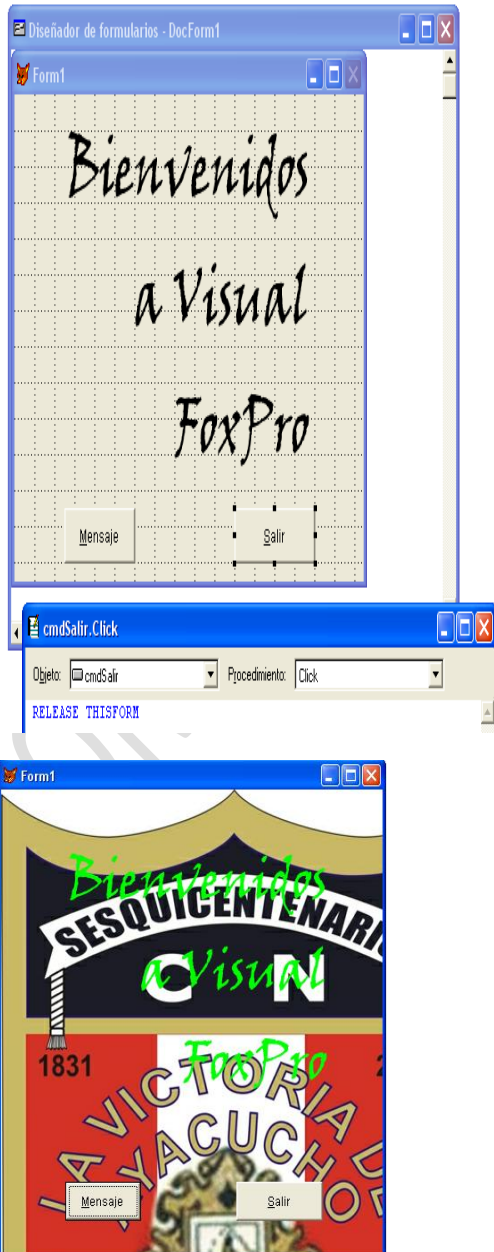 Diseñador de formularios - DocForm1
Form1
Bienvenidos
a Visual
FoxPro
Mensaje
Salir
cmdSalir.Click
Objeto: cmdSalir Procedimiento: Click
RELEASE THISFORM
Form1
Bienvenidos
SESQUICENTENARI
a Visual
C N
FoxPro
1831
LA VICTORIA DE
AYACUCHO
Mensaje
Salir